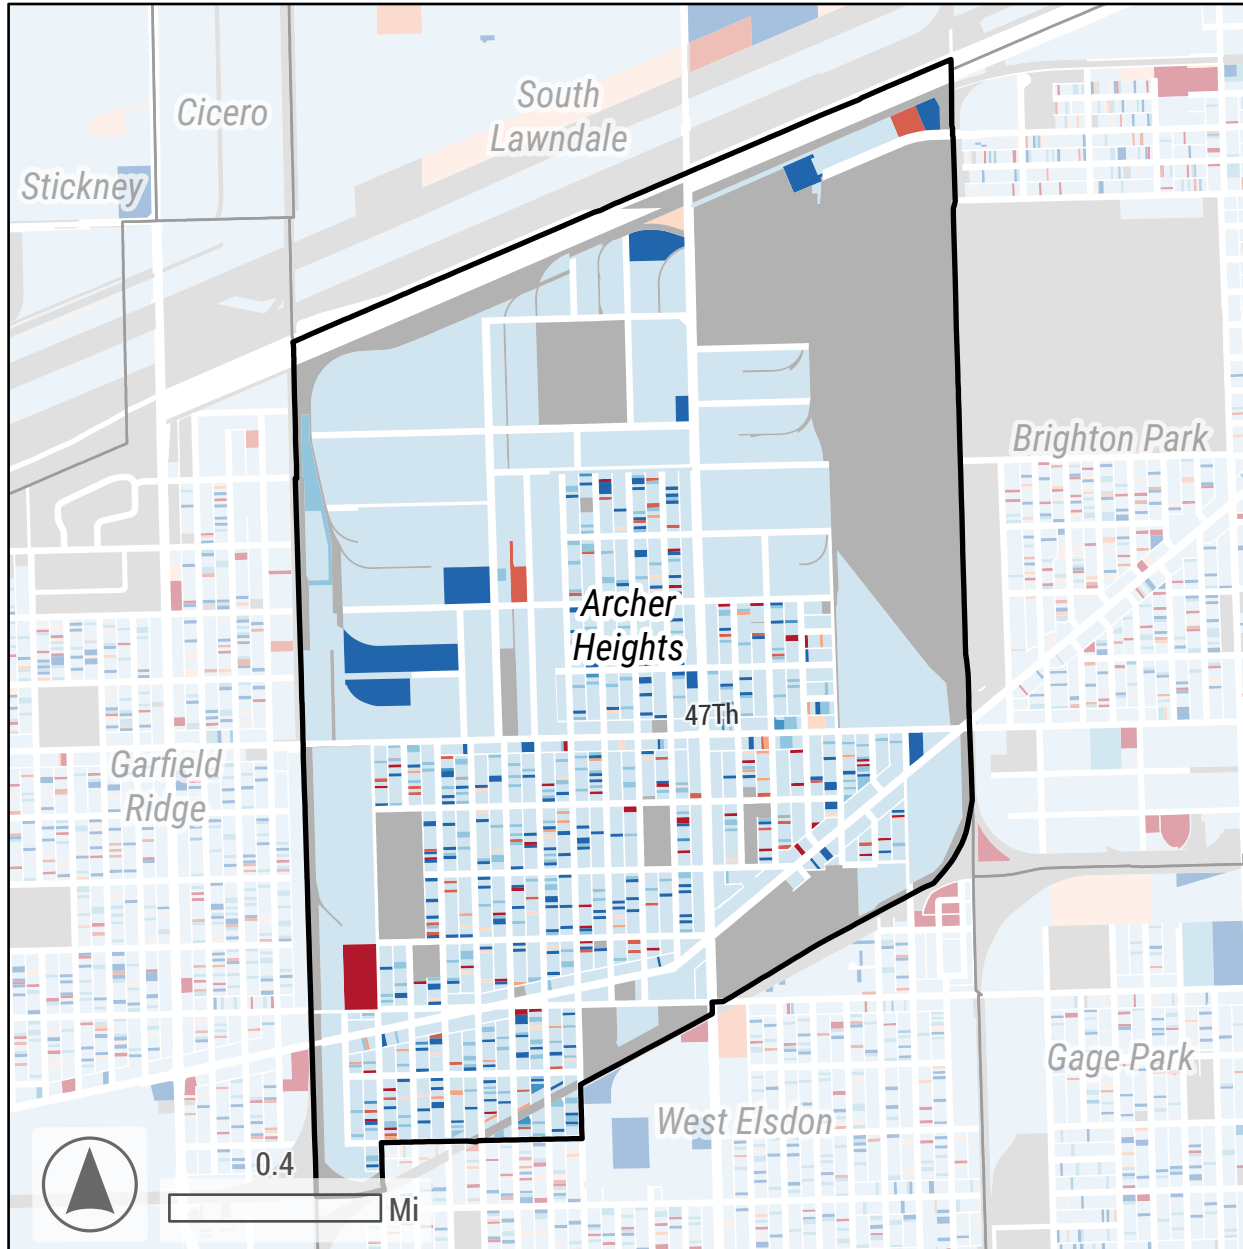 South
Lawndale
Cicero
Stickney
Brighton Park
Archer
Heights
47Th
Garfield
Ridge
Gage Park
West Elsdon
0.4
Mi